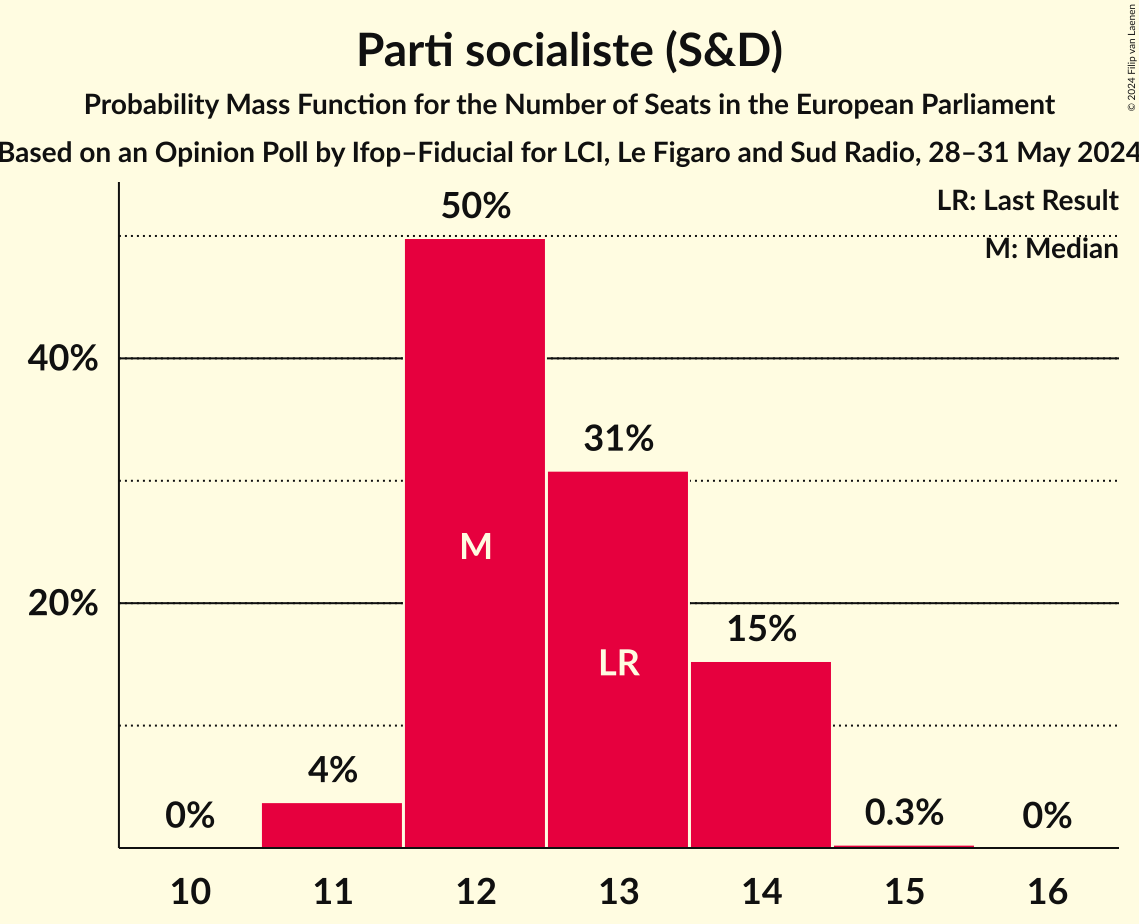 Parti socialiste (S&D)
Probability Mass Function for the Number of Seats in the European Parliament
Based on an Opinion Poll by Ifop–Fiducial for LCI, Le Figaro and Sud Radio, 28–31 May 2024
© 2024 Filip van Laenen
LR: Last Result
M: Median
50%
40%
31%
M
20%
15%
LR
4%
0%
0.3%
0%
10 11 12 13 14 15 16